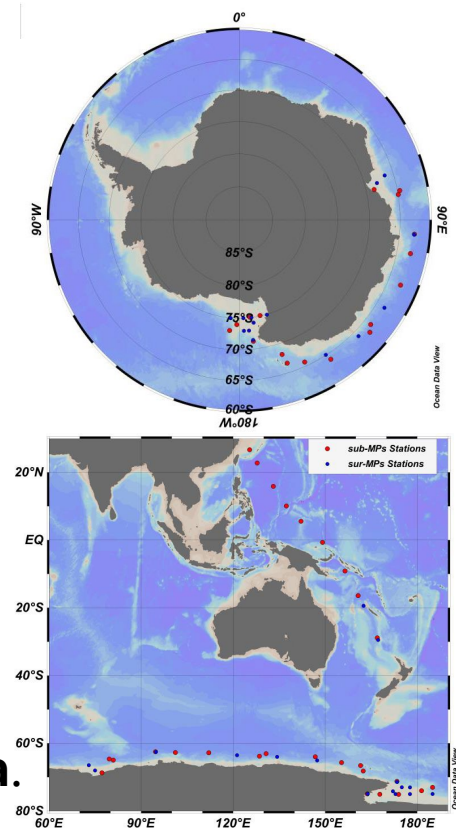 0°
90°W
90°E
85°S
80°S
75°S
70°S
65°S
60°S
180°W
Ocean Data View
sub-MPs Stations
sur-MPs Stations
20°N
EQ
20°S
40°S
60°S
80°S
60°E
90°E
120°E
150°E
180°E
Ocean Data View
a.